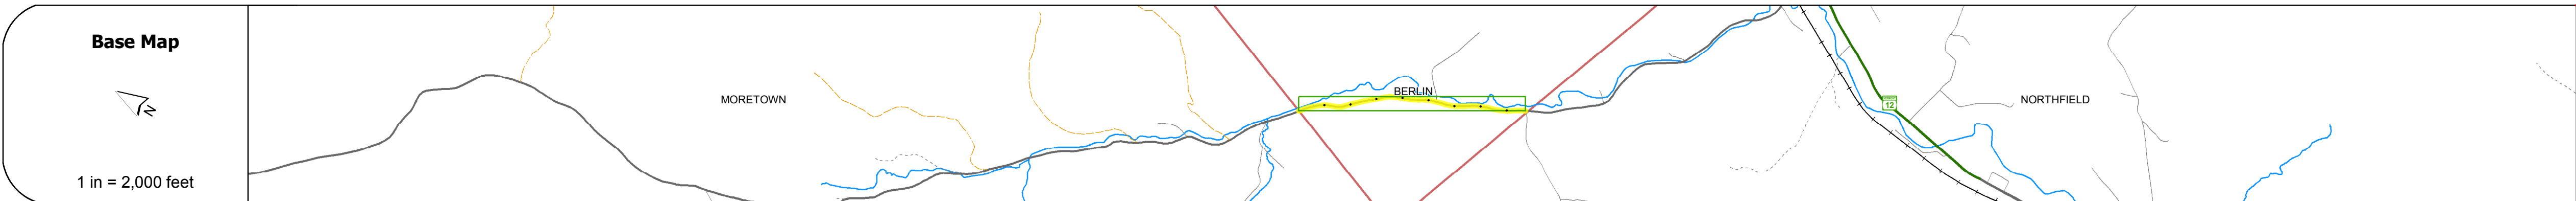 Base Map
N
1 in = 2,000 feet
MORETOWN
BERLIN
12
NORTHFIELD